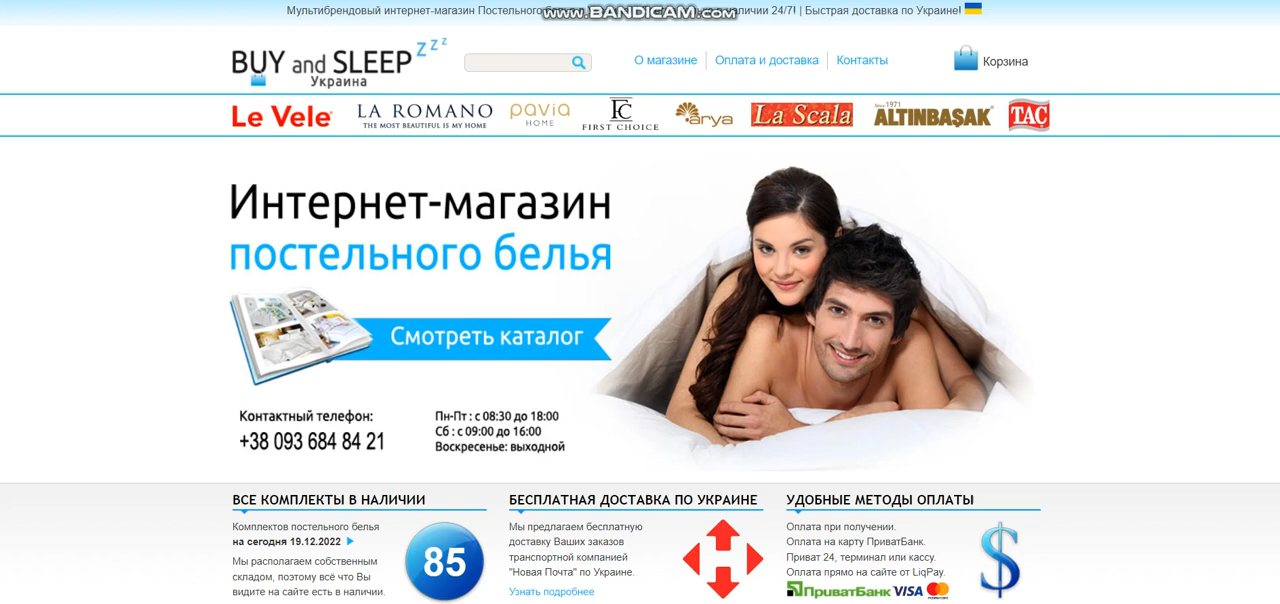 Мультибрендовый интернет-магазин Постельного наличии 24/7! | Быстрая доставка по Украине!
www.BANDICAM.com
BUY and SLEEP z z z
Украина
О магазине
Оплата и доставка
Контакты
Корзина
Le Vele
LA ROMANO
THE MOST BEAUTIFUL IS MY HOME
pavia
HOME
FC
FIRST CHOICE
arya
La Scala
Since 1971
ALTINBAŞAK
TAÇ
Интернет-магазин
постельного белья
Смотреть каталог
Контактный телефон:
+38 093 684 84 21
Пн-Пт : с 08:30 до 18:00
Сб : с 09:00 до 16:00
Воскресенье: выходной
ВСЕ КОМПЛЕКТЫ В НАЛИЧИИ
Комплектов постельного белья
на сегодня 19.12.2022
Мы располагаем собственным
складом, поэтому всё что Вы
видите на сайте есть в наличии.
85
БЕСПЛАТНАЯ ДОСТАВКА ПО УКРАИНЕ
Мы предлагаем бесплатную
доставку Ваших заказов
транспортной компанией
"Новая Почта" по Украине.
Узнать подробнее
УДОБНЫЕ МЕТОДЫ ОПЛАТЫ
Оплата при получении.
Оплата на карту ПриватБанк.
Приват 24, терминал или кассу.
Оплата прямо на сайте от LiqPay.
ПриватБанк VISA
$